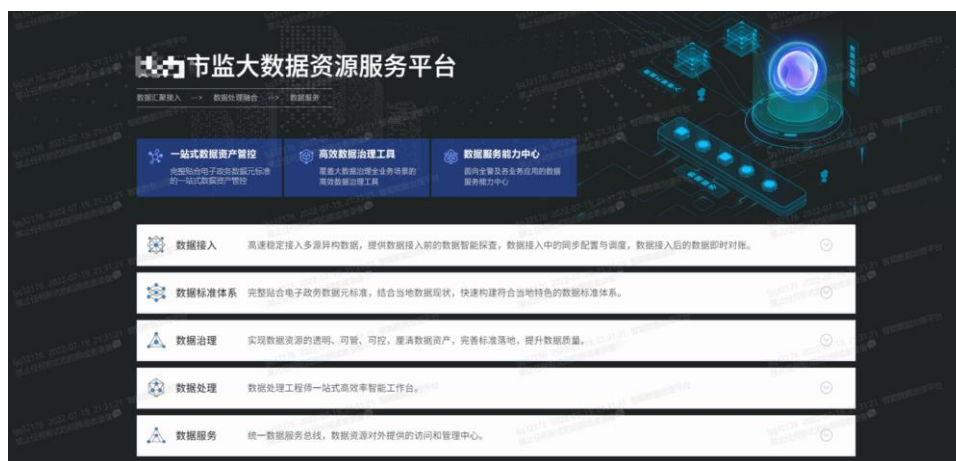 市监大数据资源服务平台
数据汇聚接入 --> 数据处理融合 --> 数据服务
一站式数据资产管控
完整贴合电子政务数据元标准
的一站式数据资产管控
高效数据治理工具
覆盖大数据治理全业务场景的
高效数据治理工具
数据服务能力中心
面向全警及各业务应用的数据
服务能力中心
数据接入 高速稳定接入多源异构数据，提供数据接入前的数据智能探查，数据接入中的同步配置与调度，数据接入后的数据即时对账。
数据标准体系 完整贴合电子政务数据元标准，结合当地数据现状，快速构建符合当地特色的数据标准体系。
数据治理 实现数据资源的透明、可管、可控，厘清数据资产，完善标准落地，提升数据质量。
数据处理 数据处理工程师一站式高效率智能工作台。
数据服务 统一数据服务总线，数据资源对外提供的访问和管理中心。